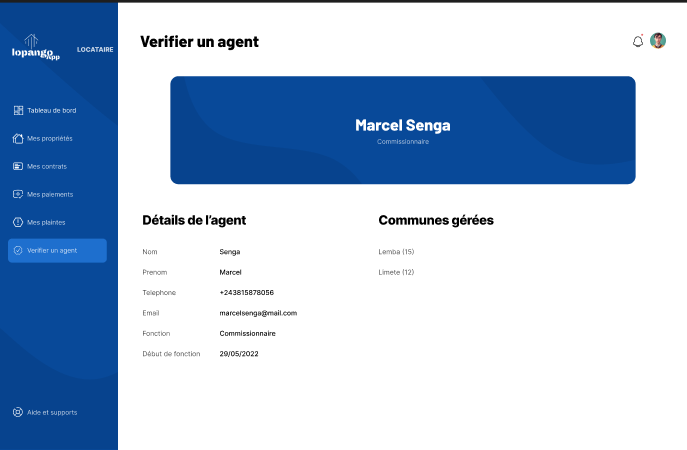 lopango
App
LOCATAIRE
Tableau de bord
Mes propriétés
Mes contrats
Mes paiements
Mes plaintes
Verifier un agent
Aide et supports
Verifier un agent
Marcel Senga
Commissionnaire
Détails de l'agent
Nom Senga
Prenom Marcel
Telephone +243815878056
Email marcelsenga@mail.com
Fonction Commissionnaire
Début de fonction 29/05/2022
Communes gérées
Lemba (15)
Limete (12)